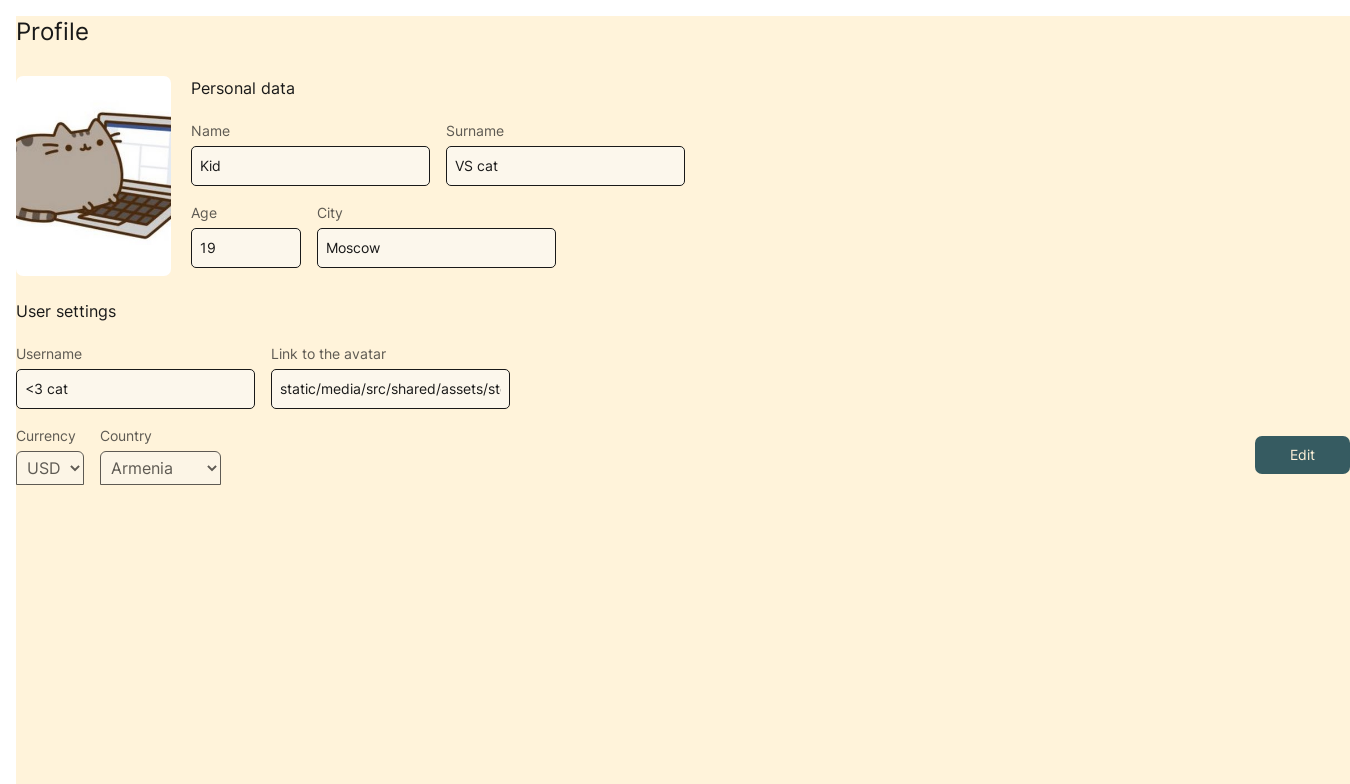 Profile
Personal data
Name Surname
Kid VS cat
Age City
19 Moscow
User settings
Username Link to the avatar
<3 cat static/media/src/shared/assets/st
Currency Country
USD Armenia
Edit